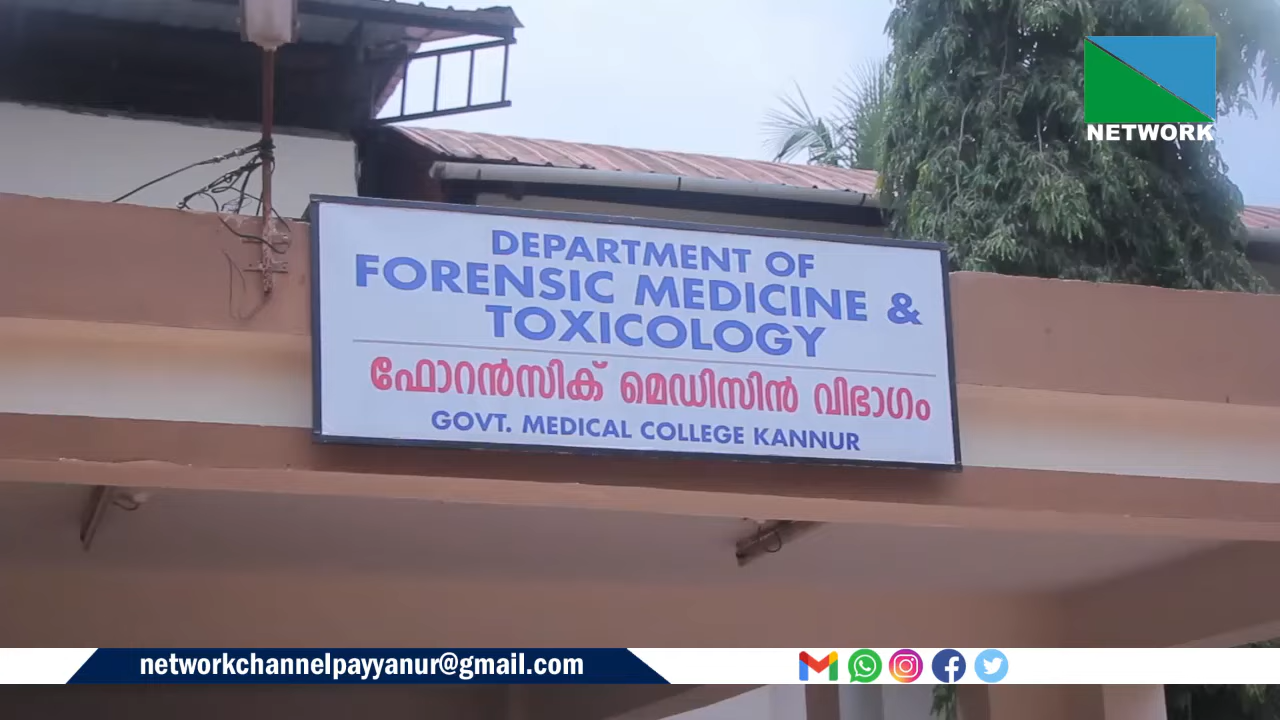 NETWORK
DEPARTMENT OF
FORENSIC MEDICINE &
TOXICOLOGY
ഫോറൻസിക് മെഡിസിൻ വിഭാഗം
GOVT. MEDICAL COLLEGE KANNUR
networkchannelpayyanur@gmail.com